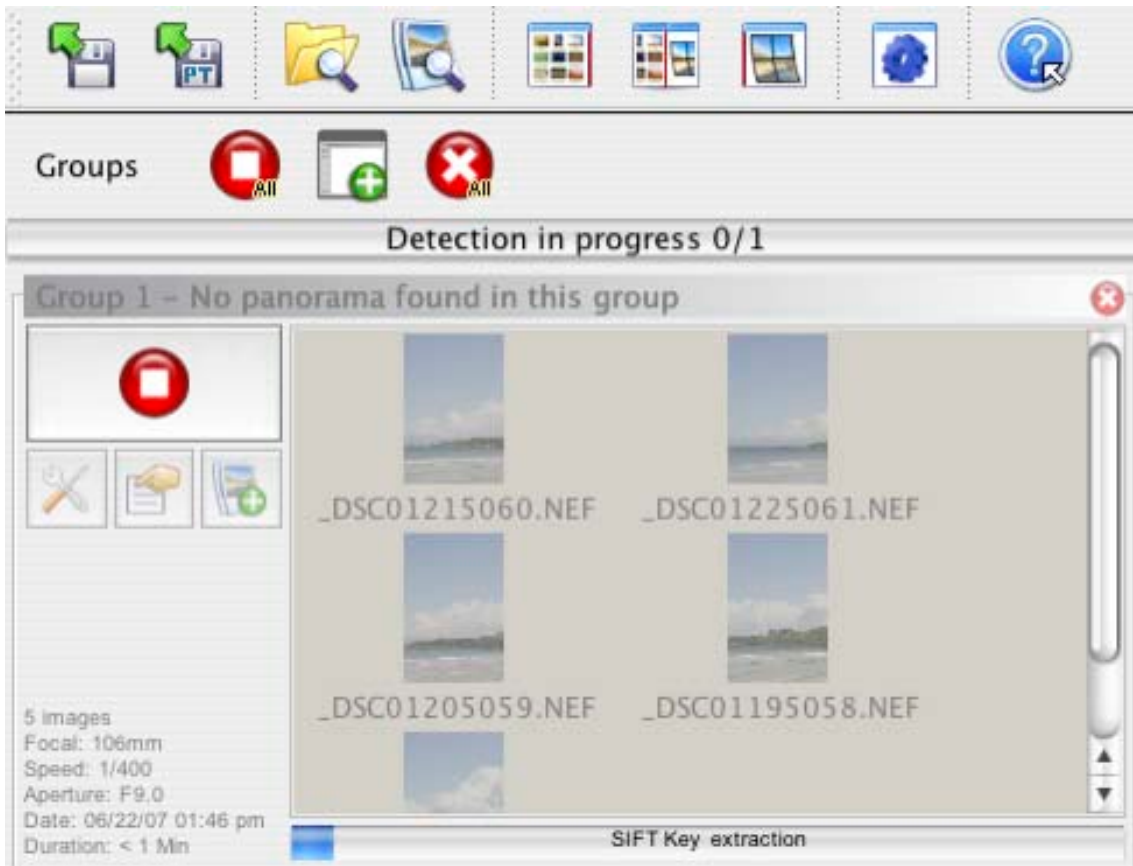 PT
?
Groups
All
All
Detection in progress 0/1
Group 1 - No panorama found in this group
_DSC01215060.NEF
_DSC01225061.NEF
_DSC01205059.NEF
_DSC01195058.NEF
5 images
Focal: 106mm
Speed: 1/400
Aperture: F9.0
Date: 06/22/07 01:46 pm
Duration: < 1 Min
SIFT Key extraction